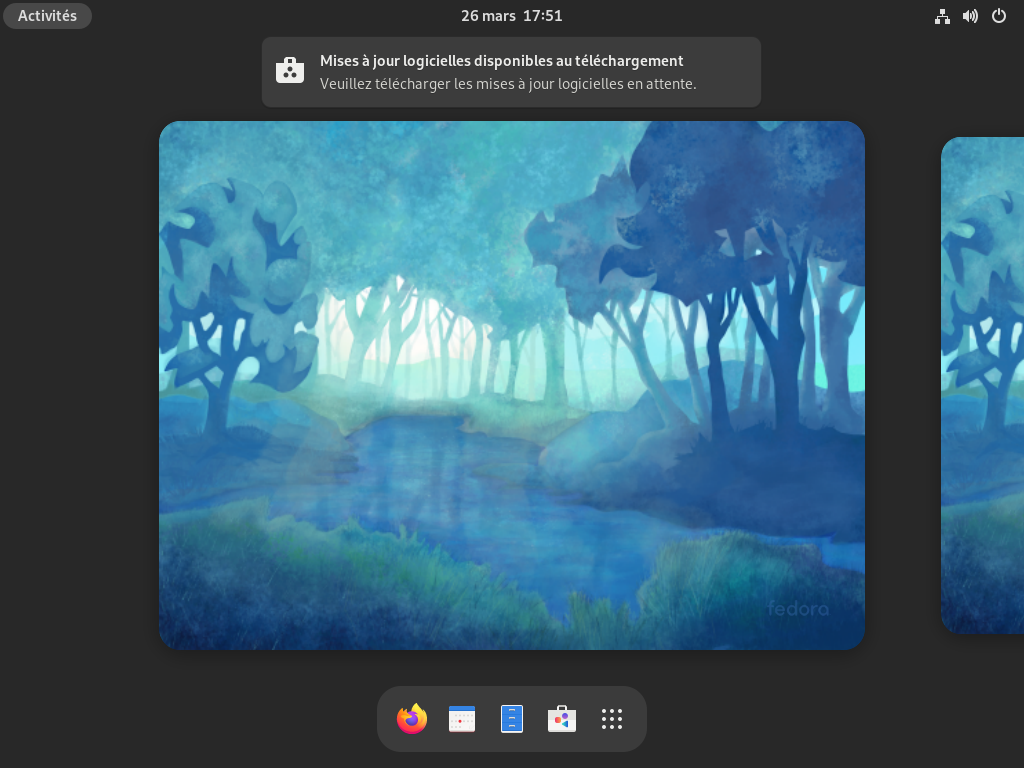 Activités
26 mars 17:51
Mises à jour logicielles disponibles au téléchargement
Veuillez télécharger les mises à jour logicielles en attente.
fedora